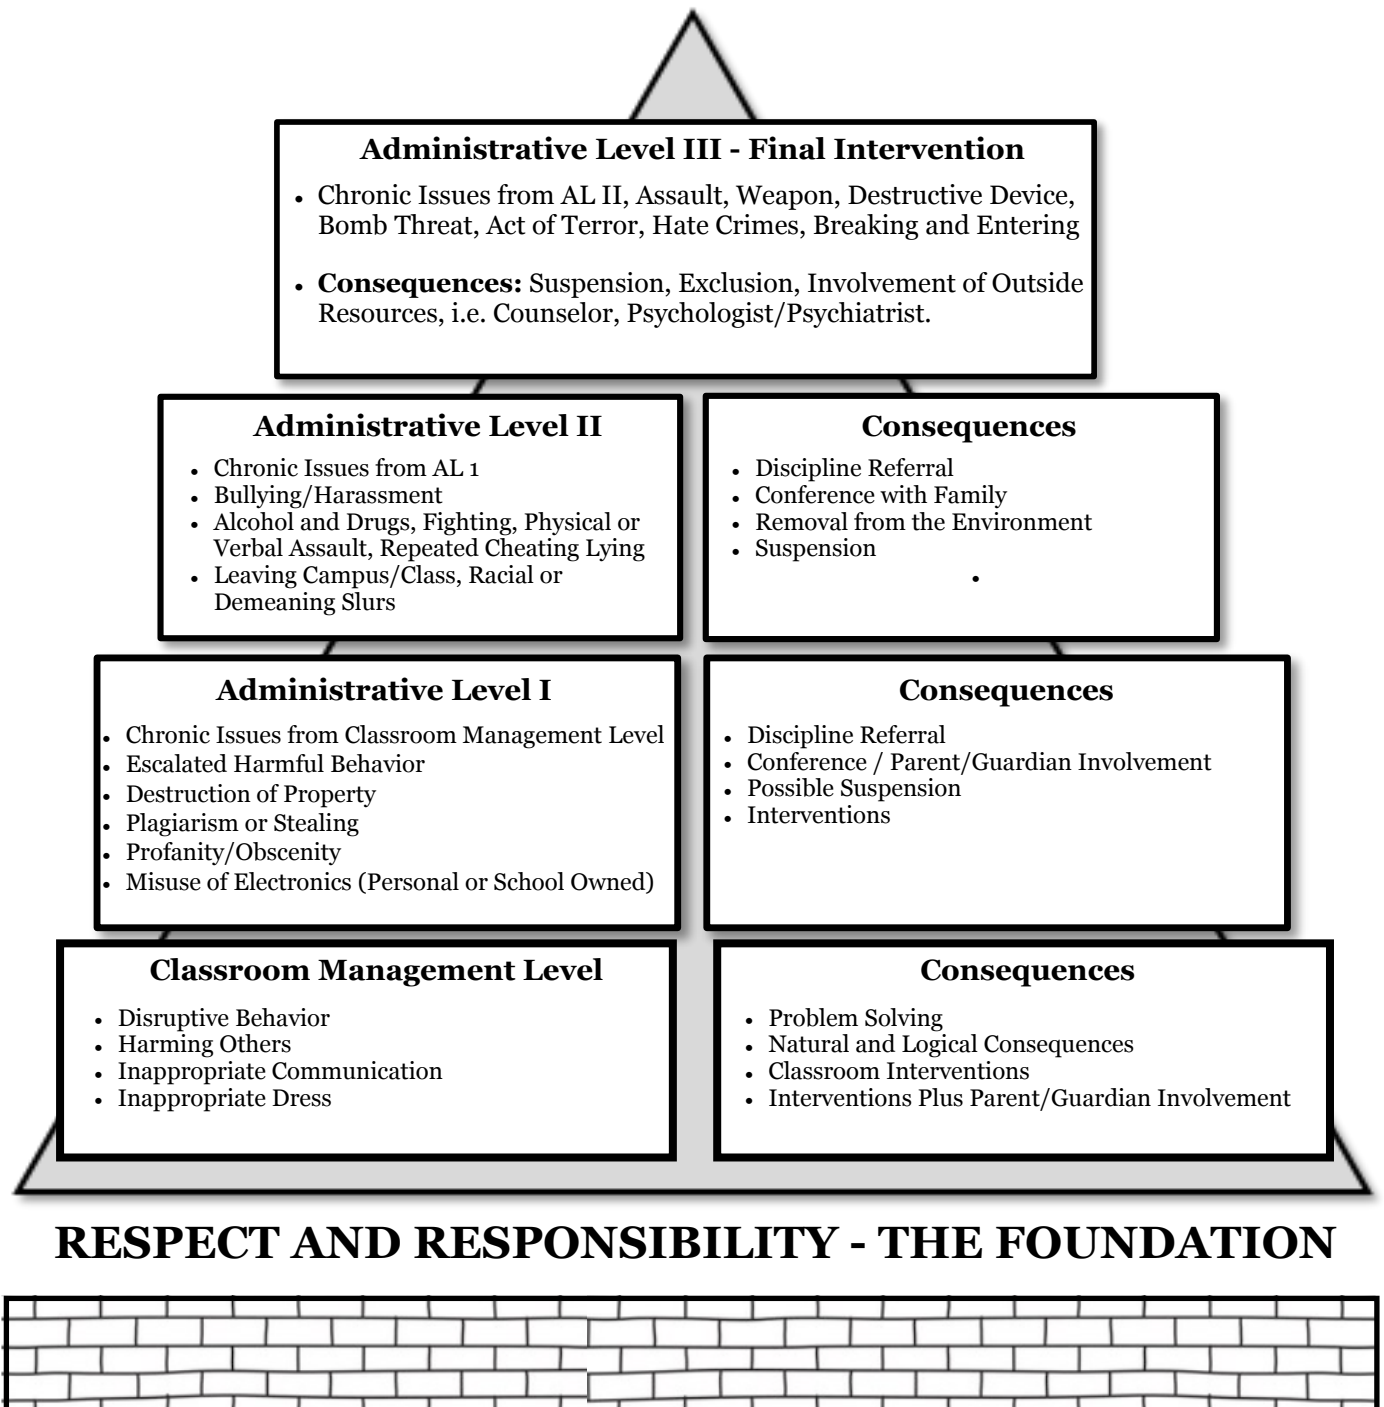 Administrative Level III - Final Intervention
• Chronic Issues from AL II, Assault, Weapon, Destructive Device,
Bomb Threat, Act of Terror, Hate Crimes, Breaking and Entering
• Consequences: Suspension, Exclusion, Involvement of Outside
Resources, i.e. Counselor, Psychologist/Psychiatrist.
Administrative Level II
• Chronic Issues from AL 1
• Bullying/Harassment
• Alcohol and Drugs, Fighting, Physical or
Verbal Assault, Repeated Cheating Lying
• Leaving Campus/Class, Racial or
Demeaning Slurs
Consequences
• Discipline Referral
• Conference with Family
• Removal from the Environment
• Suspension
•
Administrative Level I
• Chronic Issues from Classroom Management Level
• Escalated Harmful Behavior
• Destruction of Property
• Plagiarism or Stealing
• Profanity/Obscenity
• Misuse of Electronics (Personal or School Owned)
Consequences
• Discipline Referral
• Conference / Parent/Guardian Involvement
• Possible Suspension
• Interventions
Classroom Management Level
• Disruptive Behavior
• Harming Others
• Inappropriate Communication
• Inappropriate Dress
Consequences
• Problem Solving
• Natural and Logical Consequences
• Classroom Interventions
• Interventions Plus Parent/Guardian Involvement
RESPECT AND RESPONSIBILITY - THE FOUNDATION